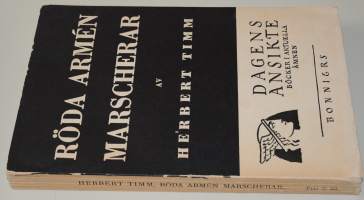 RÖDA ARMÉN
MARSCHERAR
AV
HERBERT TIMM
DAGENS
ANSIKTE
BÖCKER I AKTUELLA
ÄMNEN
BONNIERS
HERBERT TIMM, RÖDA ARMÉN MARSCHERAR.